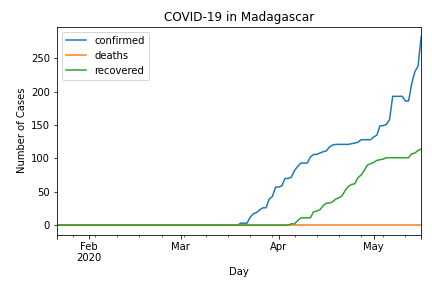 COVID-19 in Madagascar
confirmed
deaths
recovered
Number of Cases
250
200
150
100
50
0
Feb
2020
Mar
Apr
May
Day